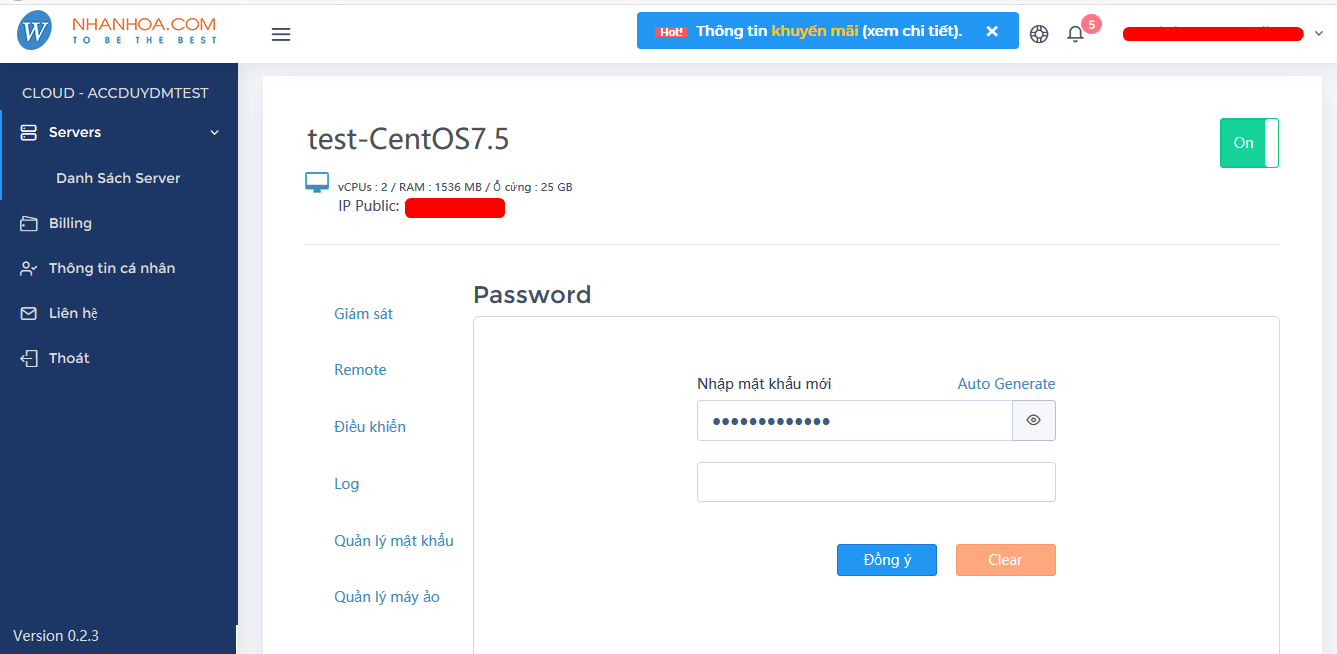 W NHANHOA.COM
TO BE THE BEST
Hot! Thông tin khuyến mãi (xem chi tiết). ×
5
CLOUD - ACCDUYDMTEST
Servers
Danh Sách Server
Billing
Thông tin cá nhân
Liên hệ
Thoát
Version 0.2.3
test-CentOS7.5
On
vCPUs : 2 / RAM : 1536 MB / Ổ cứng : 25 GB
IP Public:
Giám sát
Remote
Điều khiển
Log
Quản lý mật khẩu
Quản lý máy ảo
Password
Nhập mật khẩu mới
Auto Generate
Đồng ý
Clear